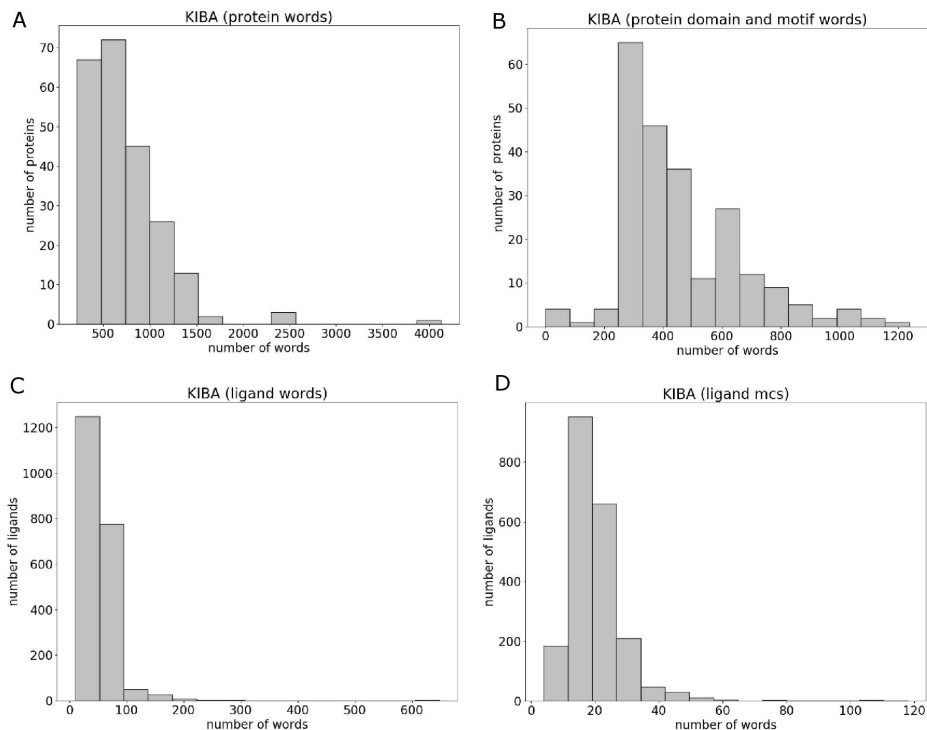 A
KIBA (protein words)
number of proteins
70
60
50
40
30
20
10
0
500 1000 1500 2000 2500 3000 3500 4000
number of words
B
KIBA (protein domain and motif words)
number of proteins
60
50
40
30
20
10
0
0 200 400 600 800 1000 1200
number of words
C
KIBA (ligand words)
number of ligands
1200
1000
800
600
400
200
0
0 100 200 300 400 500 600
number of words
D
KIBA (ligand mcs)
number of ligands
800
600
400
200
0
0 20 40 60 80 100 120
number of words